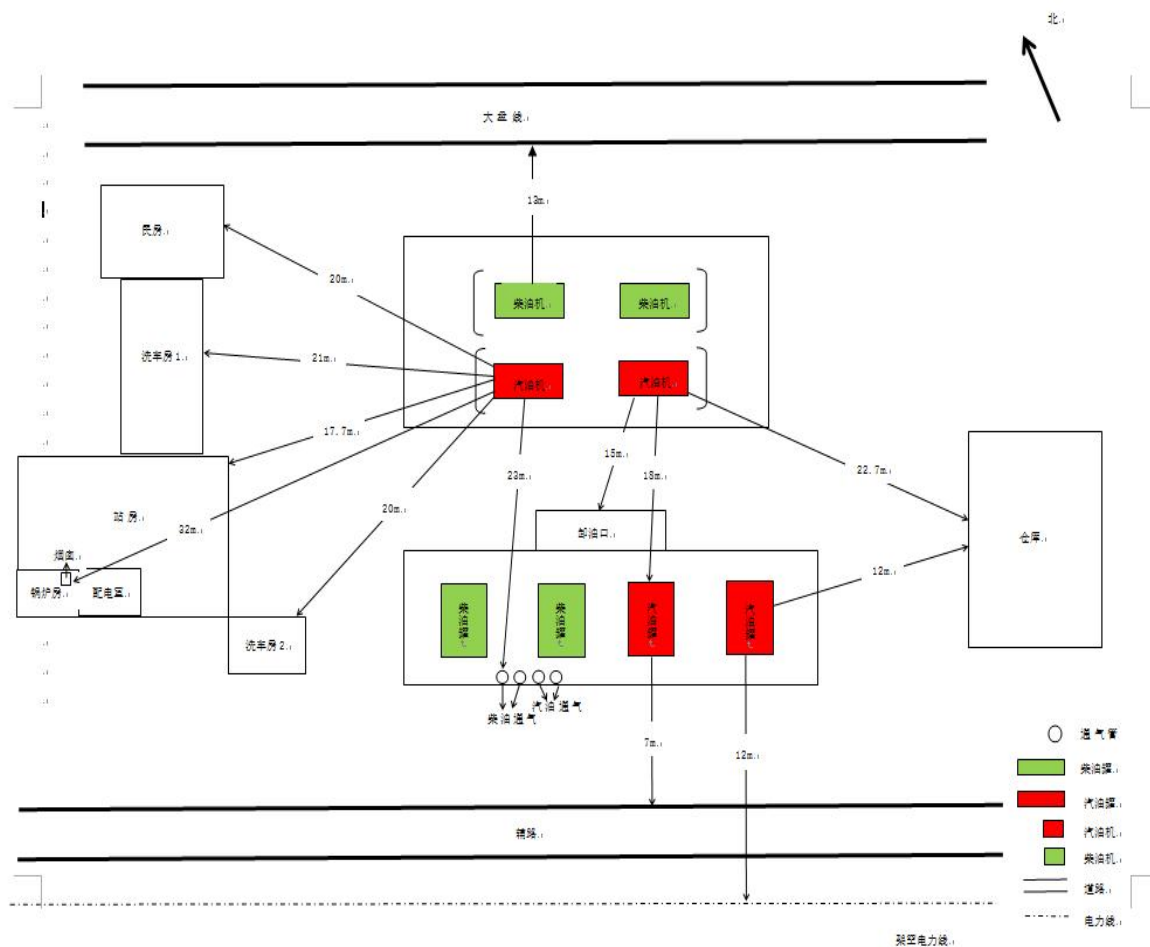 北
大盘线
13m
民房
20m
柴油机
柴油机
洗车房1
21m
汽油机
汽油机
17.7m
15m
18m
22.7m
23m
站房
20m
32m
卸油口
仓库
烟囱
12m
锅炉房
配电室
柴油罐
柴油罐
汽油罐
汽油罐
洗车房2
柴油通气
汽油通气
7m
12m
通气管
柴油罐
汽油罐
汽油机
辅路
柴油机
道路
电力线
架空电力线